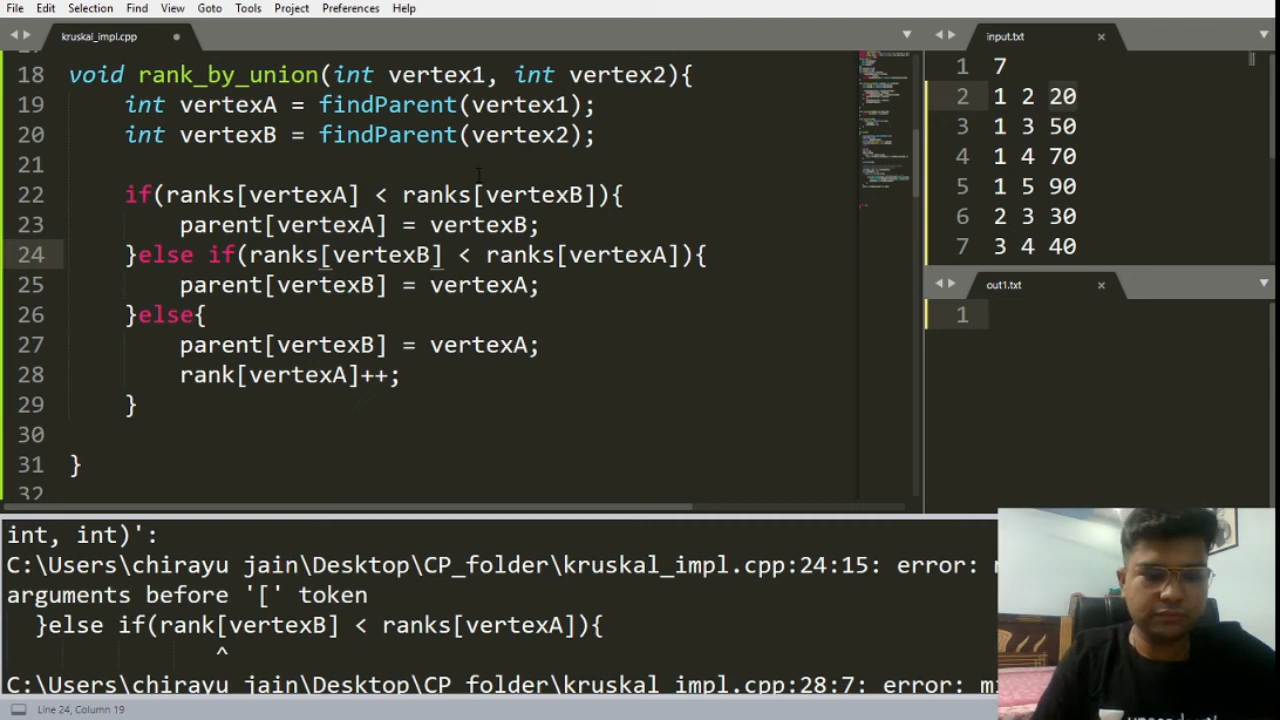 File Edit Selection Find View Goto Tools Project Preferences Help
kruskal_impl.cpp
18 void rank_by_union(int vertex1, int vertex2){
19 int vertexA = findParent(vertex1);
20 int vertexB = findParent(vertex2);
21
22 if(ranks[vertexA] < ranks[vertexB]){
23 parent[vertexA] = vertexB;
24 }else if(ranks[vertexB] < ranks[vertexA]){
25 parent[vertexB] = vertexA;
26 }else{
27 parent[vertexB] = vertexA;
28 rank[vertexA]++;
29 }
30
31 }
32
input.txt
1 7
2 1 2 20
3 1 3 50
4 1 4 70
5 1 5 90
6 2 3 30
7 3 4 40
out1.txt
1
int, int)':
C:\Users\chirayu jain\Desktop\CP_folder\kruskal_impl.cpp:24:15: error:
arguments before '[' token
}else if(rank[vertexB] < ranks[vertexA]){
^
C:\Users\chirayu jain\Desktop\CP_folder\kruskal_impl.cpp:28:7: error:
Line 24, Column 19